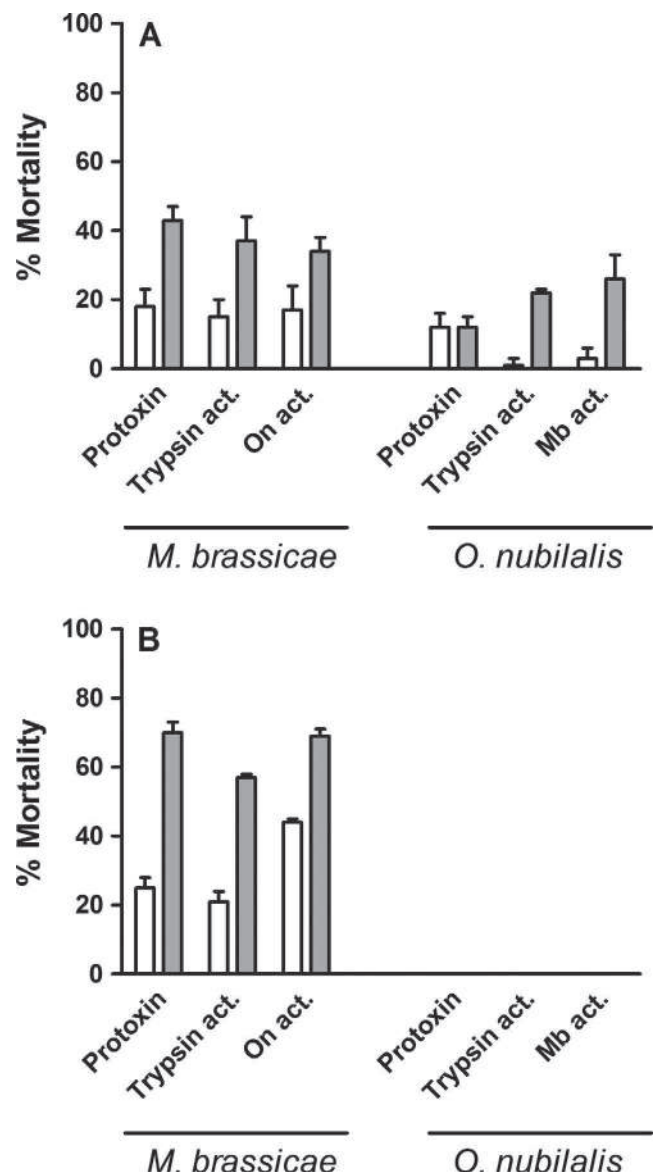 A
% Mortality
100
80
60
40
20
0
Protoxin
Trypsin act.
On act.
Protoxin
Trypsin act.
Mb act.
M. brassicae
O. nubilalis
B
% Mortality
100
80
60
40
20
0
Protoxin
Trypsin act.
On act.
Protoxin
Trypsin act.
Mb act.
M. brassicae
O. nubilalis